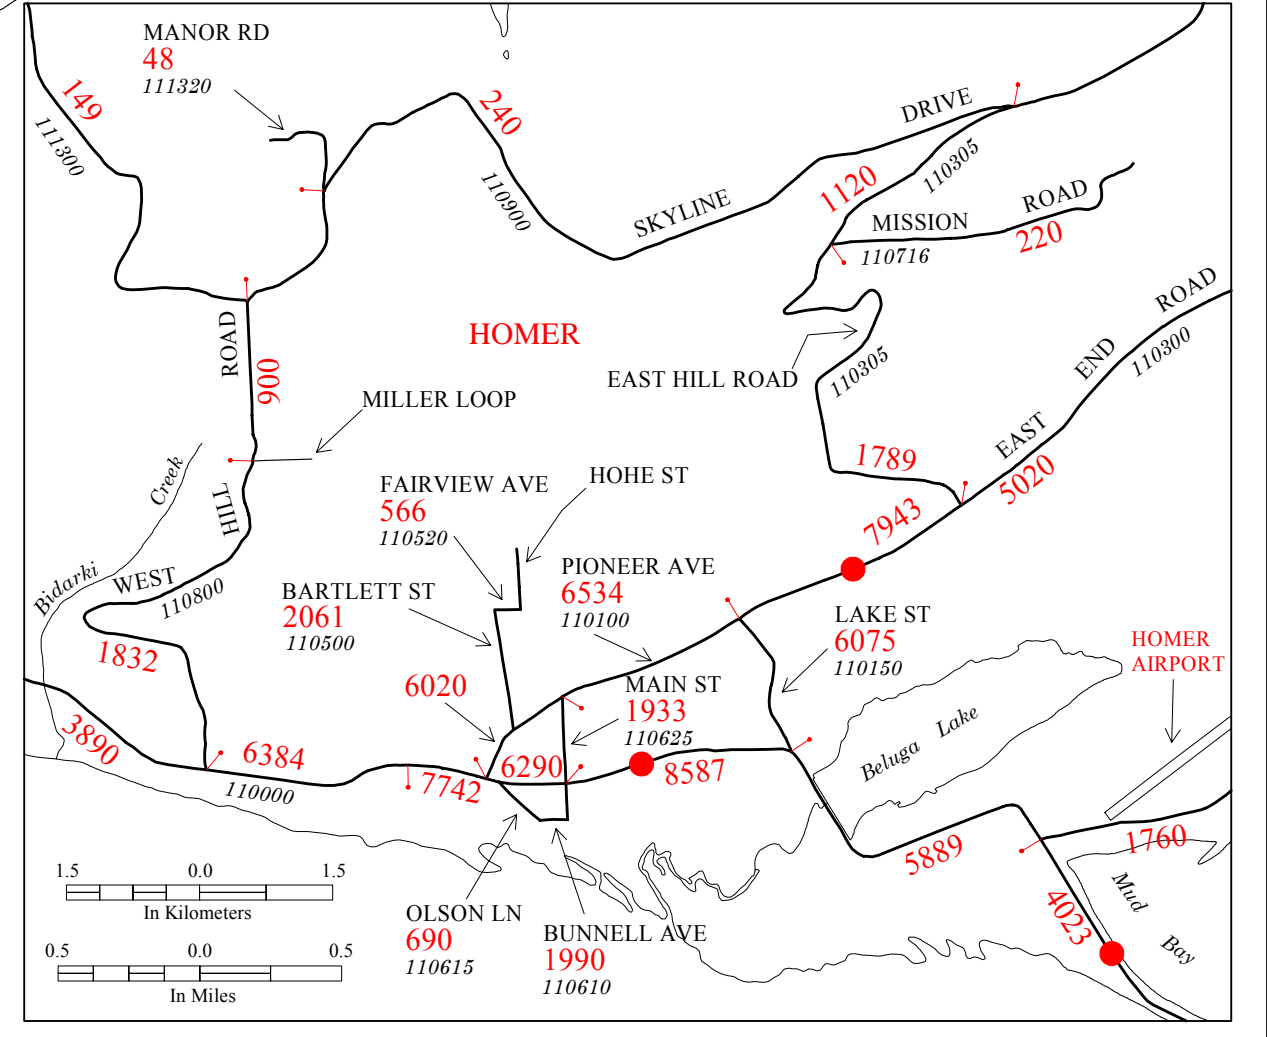 MANOR RD
48
111320
149
111300
240
110900
SKYLINE
DRIVE
1120
110305
MISSION
ROAD
110716
220
HOMER
ROAD
900
MILLER LOOP
EAST HILL ROAD
110305
ROAD
END
110300
EAST
5020
1789
7943
Creek
Bidarki
HILL
WEST
110800
1832
FAIRVIEW AVE
566
110520
HOHE ST
BARTLETT ST
2061
110500
PIONEER AVE
6534
110100
LAKE ST
6075
110150
HOMER
AIRPORT
6020
MAIN ST
1933
110625
3890
6384
110000
7742
6290
8587
Beluga Lake
5889
1760
4023
Mud
Bay
1.5 0.0 1.5
In Kilometers
0.5 0.0 0.5
In Miles
OLSON LN
690
110615
BUNNELL AVE
1990
110610